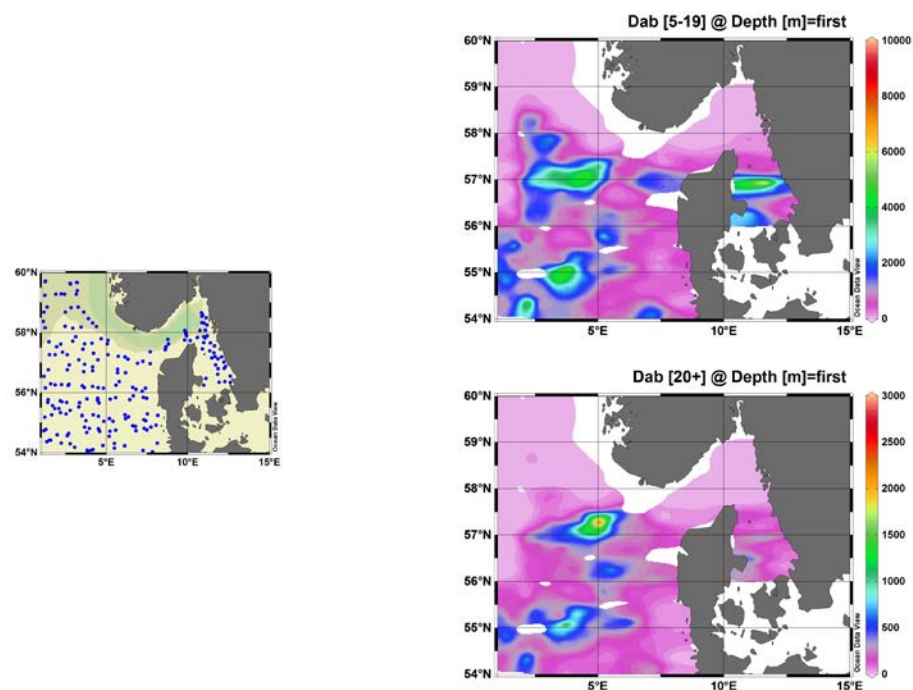 60°N
58°N
56°N
54°N
5°E
10°E
15°E
Ocean Data View
Dab [5-19] @ Depth [m]=first
60°N
59°N
58°N
57°N
56°N
55°N
54°N
5°E
10°E
15°E
Ocean Data View
10000
8000
6000
4000
2000
0
Dab [20+] @ Depth [m]=first
60°N
59°N
58°N
57°N
56°N
55°N
54°N
5°E
10°E
15°E
Ocean Data View
3000
2500
2000
1500
1000
500
0